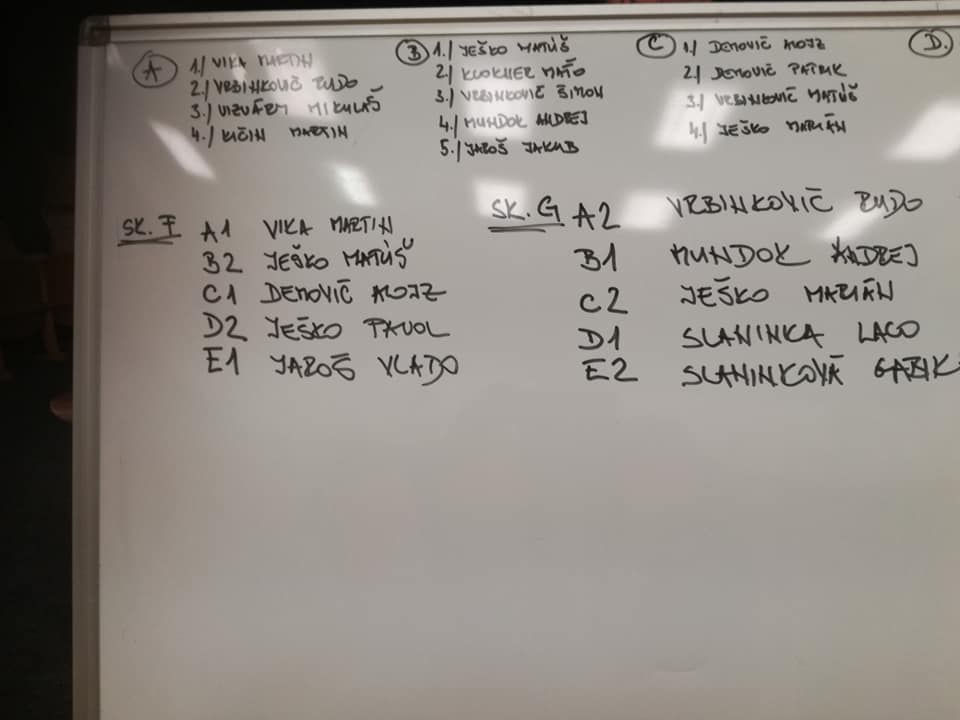 A
1./ VIKA MARTIN
2./ VRBINKOVIČ RUDO
3./ VIZVÁRY MIKULÁŠ
4./ KIČIN MARTIN
B
1./ JEŠKO MATÚŠ
2./ KLOKNER MAŤO
3./ VRBINKOVIČ ŠIMON
4./ MUNDOK ANDREJ
5./ JAROŠ JAKUB
C
1./ DEMOVIČ ALOJZ
2./ DEMOVIČ PATRIK
3./ VRBINKOVIČ MATÚŠ
4./ JEŠKO MARIÁN
D.
SK. F
A1 VIKA MARTIN
B2 JEŠKO MATÚŠ
C1 DEMOVIČ ALOJZ
D2 JEŠKO PAVOL
E1 JAROŠ VLADO
SK. G
A2 VRBINKOVIČ RUDO
B1 MUNDOK ANDREJ
C2 JEŠKO MARIÁN
D1 SLANINKA LACO
E2 SLANINKOVÁ GABIK